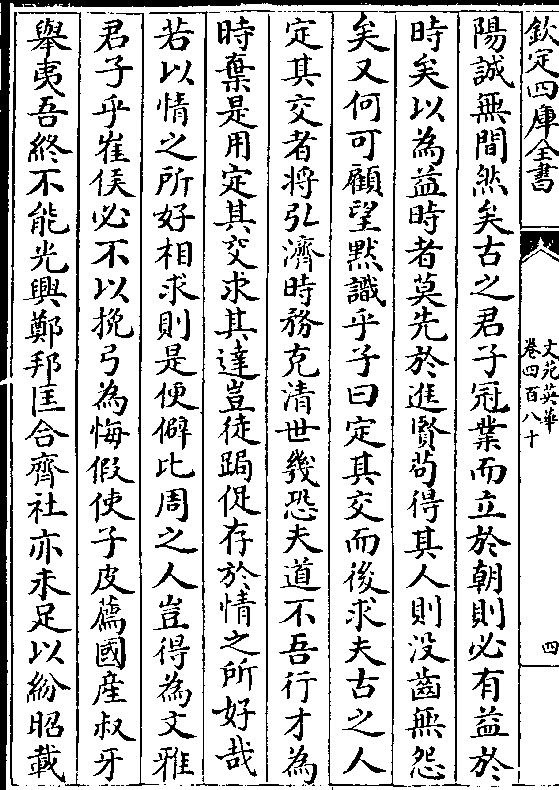 欽定四庫全書
文苑英華
卷四百八十
四
陽誠無間然矣古之君子冠業而立於朝則必有益於
時矣以為益時者莫先於進賢苟得其人則沒齒無怨
矣又何可顧望默識乎子曰定其交而後求夫古之人
定其交者將弘濟時務克清世幾恐夫道不吾行才為
時棄是用定其交求其達豈徒跼促存於情之所好哉
若以情之所好相求則是便僻比周之人豈得為文雅
君子乎崔侯必不以挽弓為悔假使子皮薦國産叔牙
舉夷吾終不能光興鄭邦匡合齊社亦未足以紛昭載